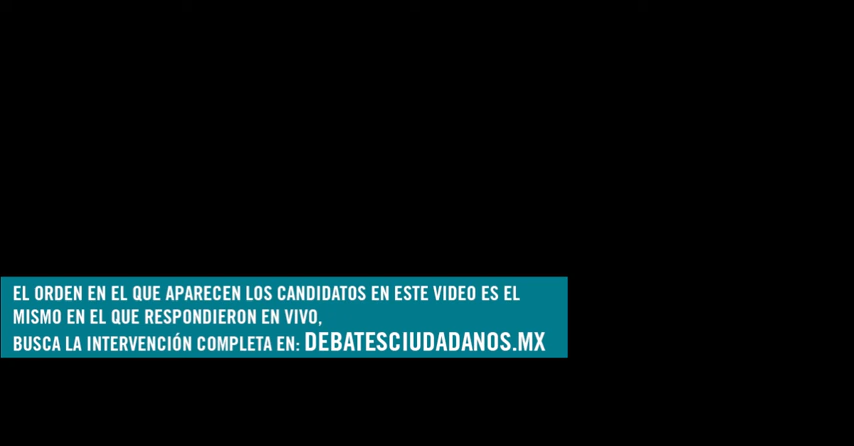 EL ORDEN EN EL QUE APARECEN LOS CANDIDATOS EN ESTE VIDEO ES EL
MISMO EN EL QUE RESPONDIERON EN VIVO,
BUSCA LA INTERVENCIÓN COMPLETA EN: DEBATESCIUDADANOS.MX